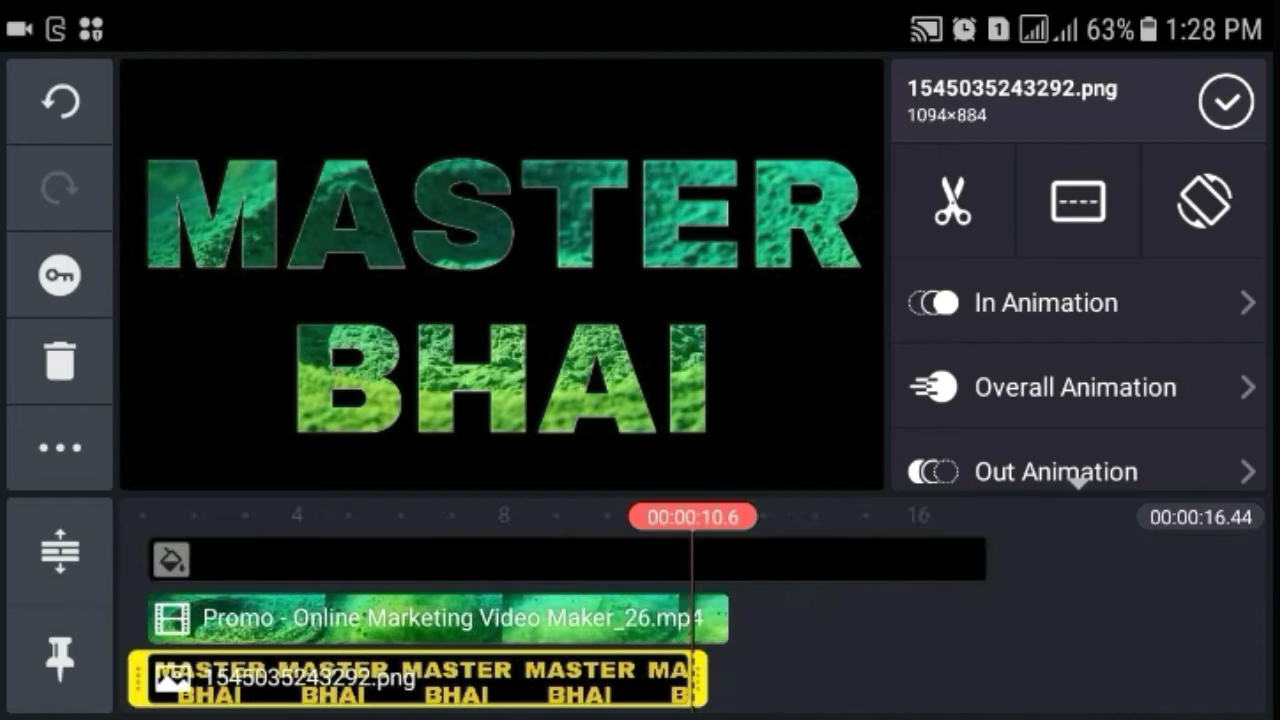 1 63% 1:28 PM
1545035243292.png
1094×884
MASTER
BHAI
In Animation
Overall Animation
Out Animation
4 8 00:00:10.6 16 00:00:16.44
Promo - Online Marketing Video Maker_26.mp4
MASTER MASTER MASTER MASTER MA
1545035243292.png
BHAI BHAI BHAI BHAI B